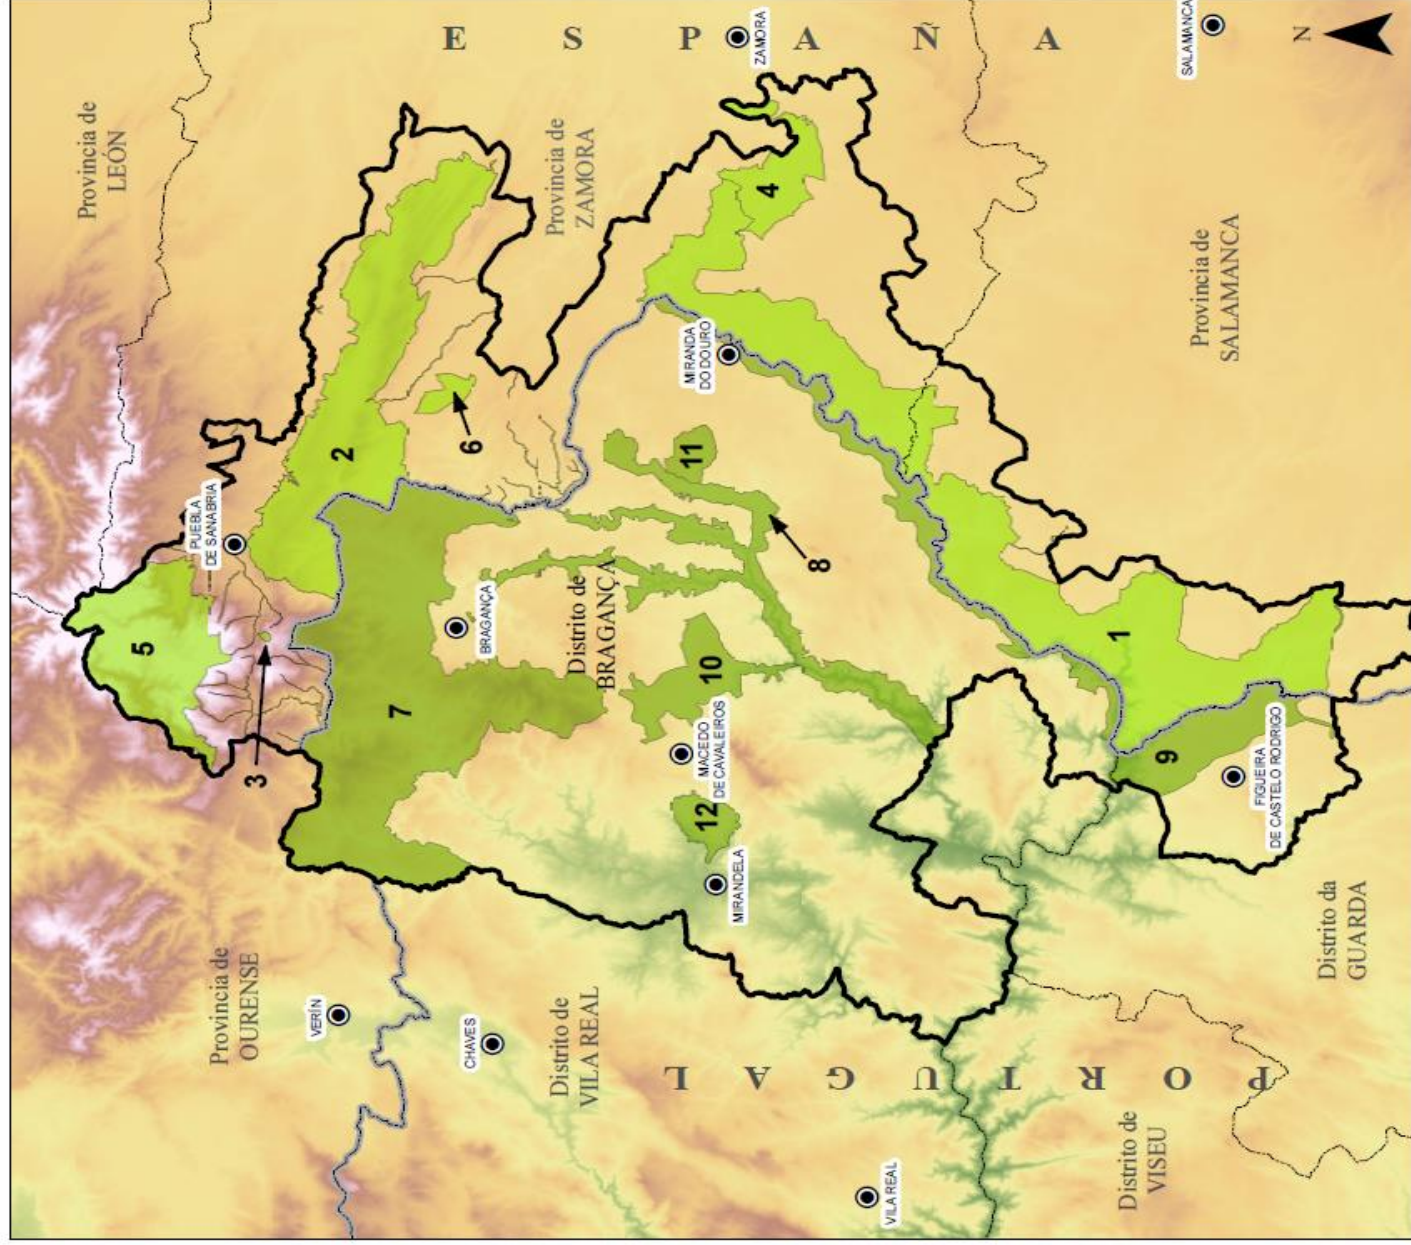 E S P A Ñ A
ZAMORA
SALAMANCA
N
Provincia de
LEÓN
Provincia de
ZAMORA
4
Provincia de
SALAMANCA
MIRANDA
DO DOURO
2
6
11
PUEBLA
DE SANABRIA
8
5
BRAGANÇA
Distrito de
BRAGANÇA
10
1
3
7
MACEDO
DE CAVALEIROS
9
FIGUEIRA
DE CASTELO RODRIGO
12
MIRANDELA
Provincia de
OURENSE
VERÍN
CHAVES
Distrito de
VILA REAL
Distrito da
GUARDA
P O R T U G A L
VILA REAL
Distrito de
VISEU